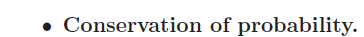 • Conservation of probability.